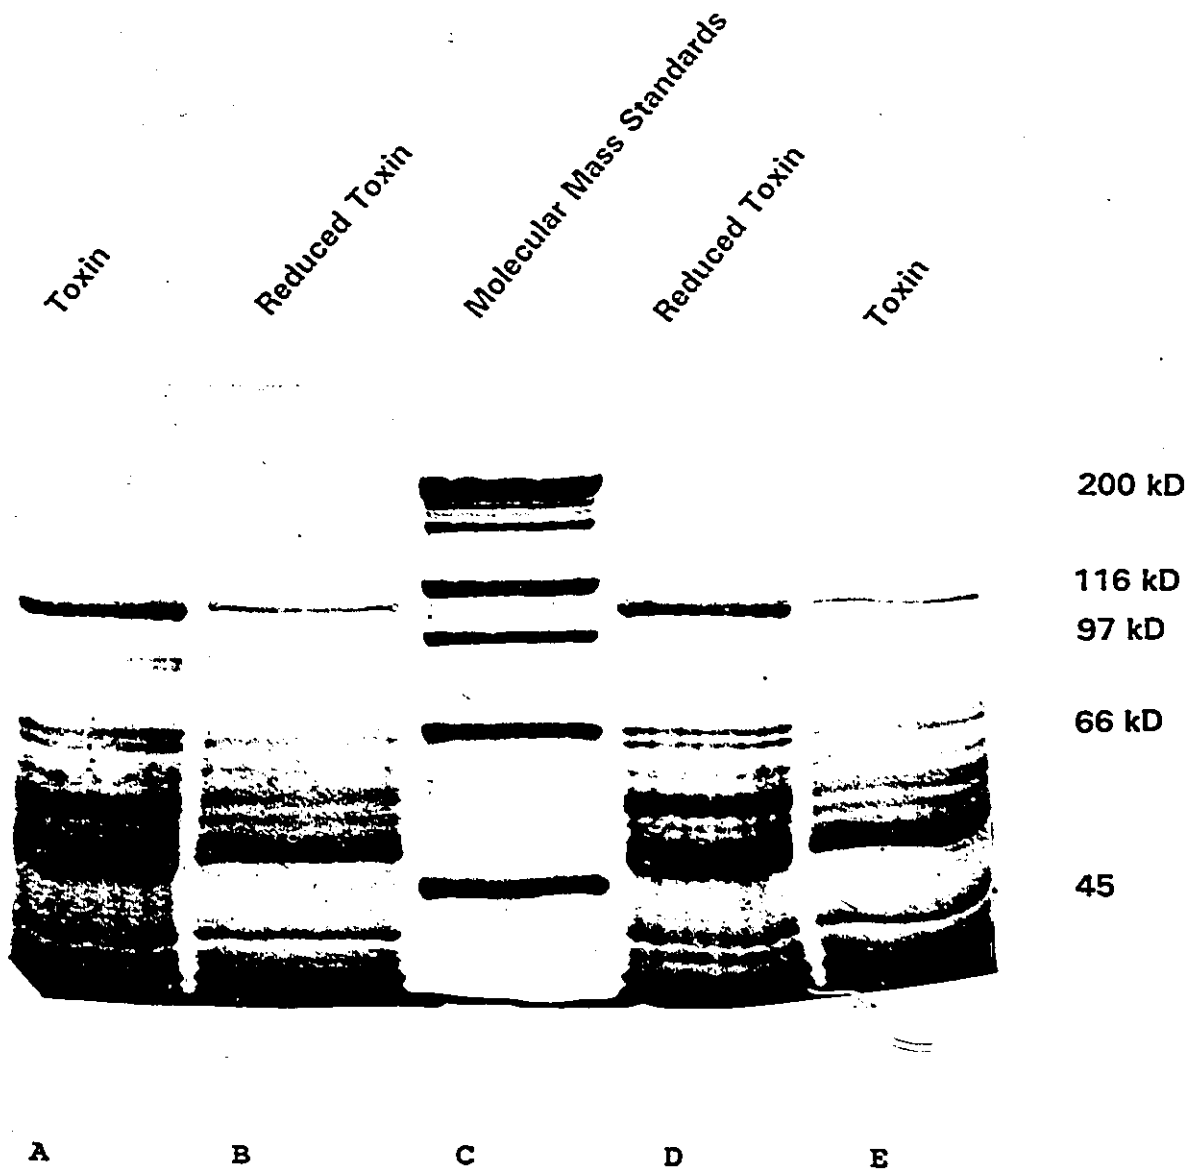 Toxin
Reduced Toxin
Molecular Mass Standards
Reduced Toxin
Toxin
200 kD
116 kD
97 kD
66 kD
45
A B C D E